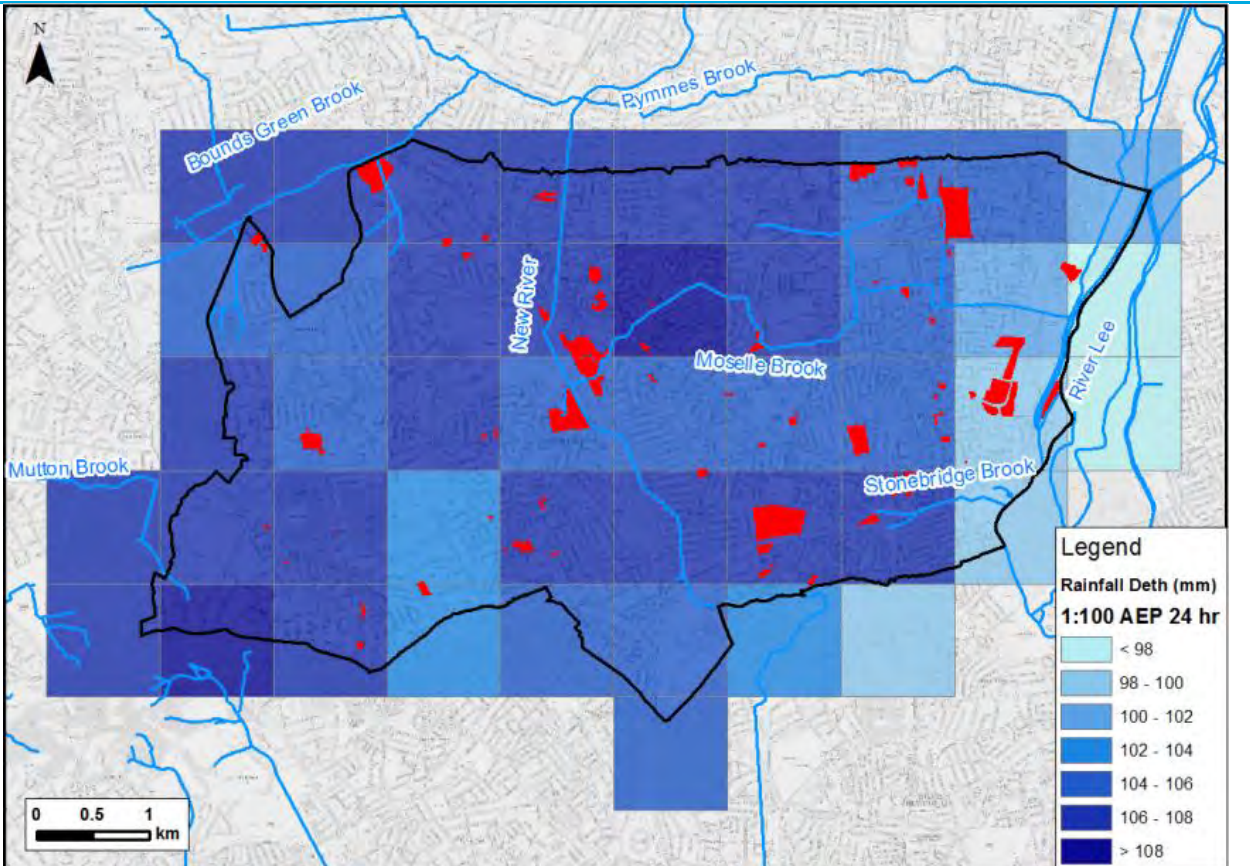 N
Bounds Green Brook
Pymmes Brook
New River
Moselle Brook
River Lee
Mutton Brook
Stonebridge Brook
Legend
Rainfall Deth (mm)
1:100 AEP 24 hr
< 98
98 - 100
100 - 102
102 - 104
104 - 106
106 - 108
> 108
0 0.5 1
km